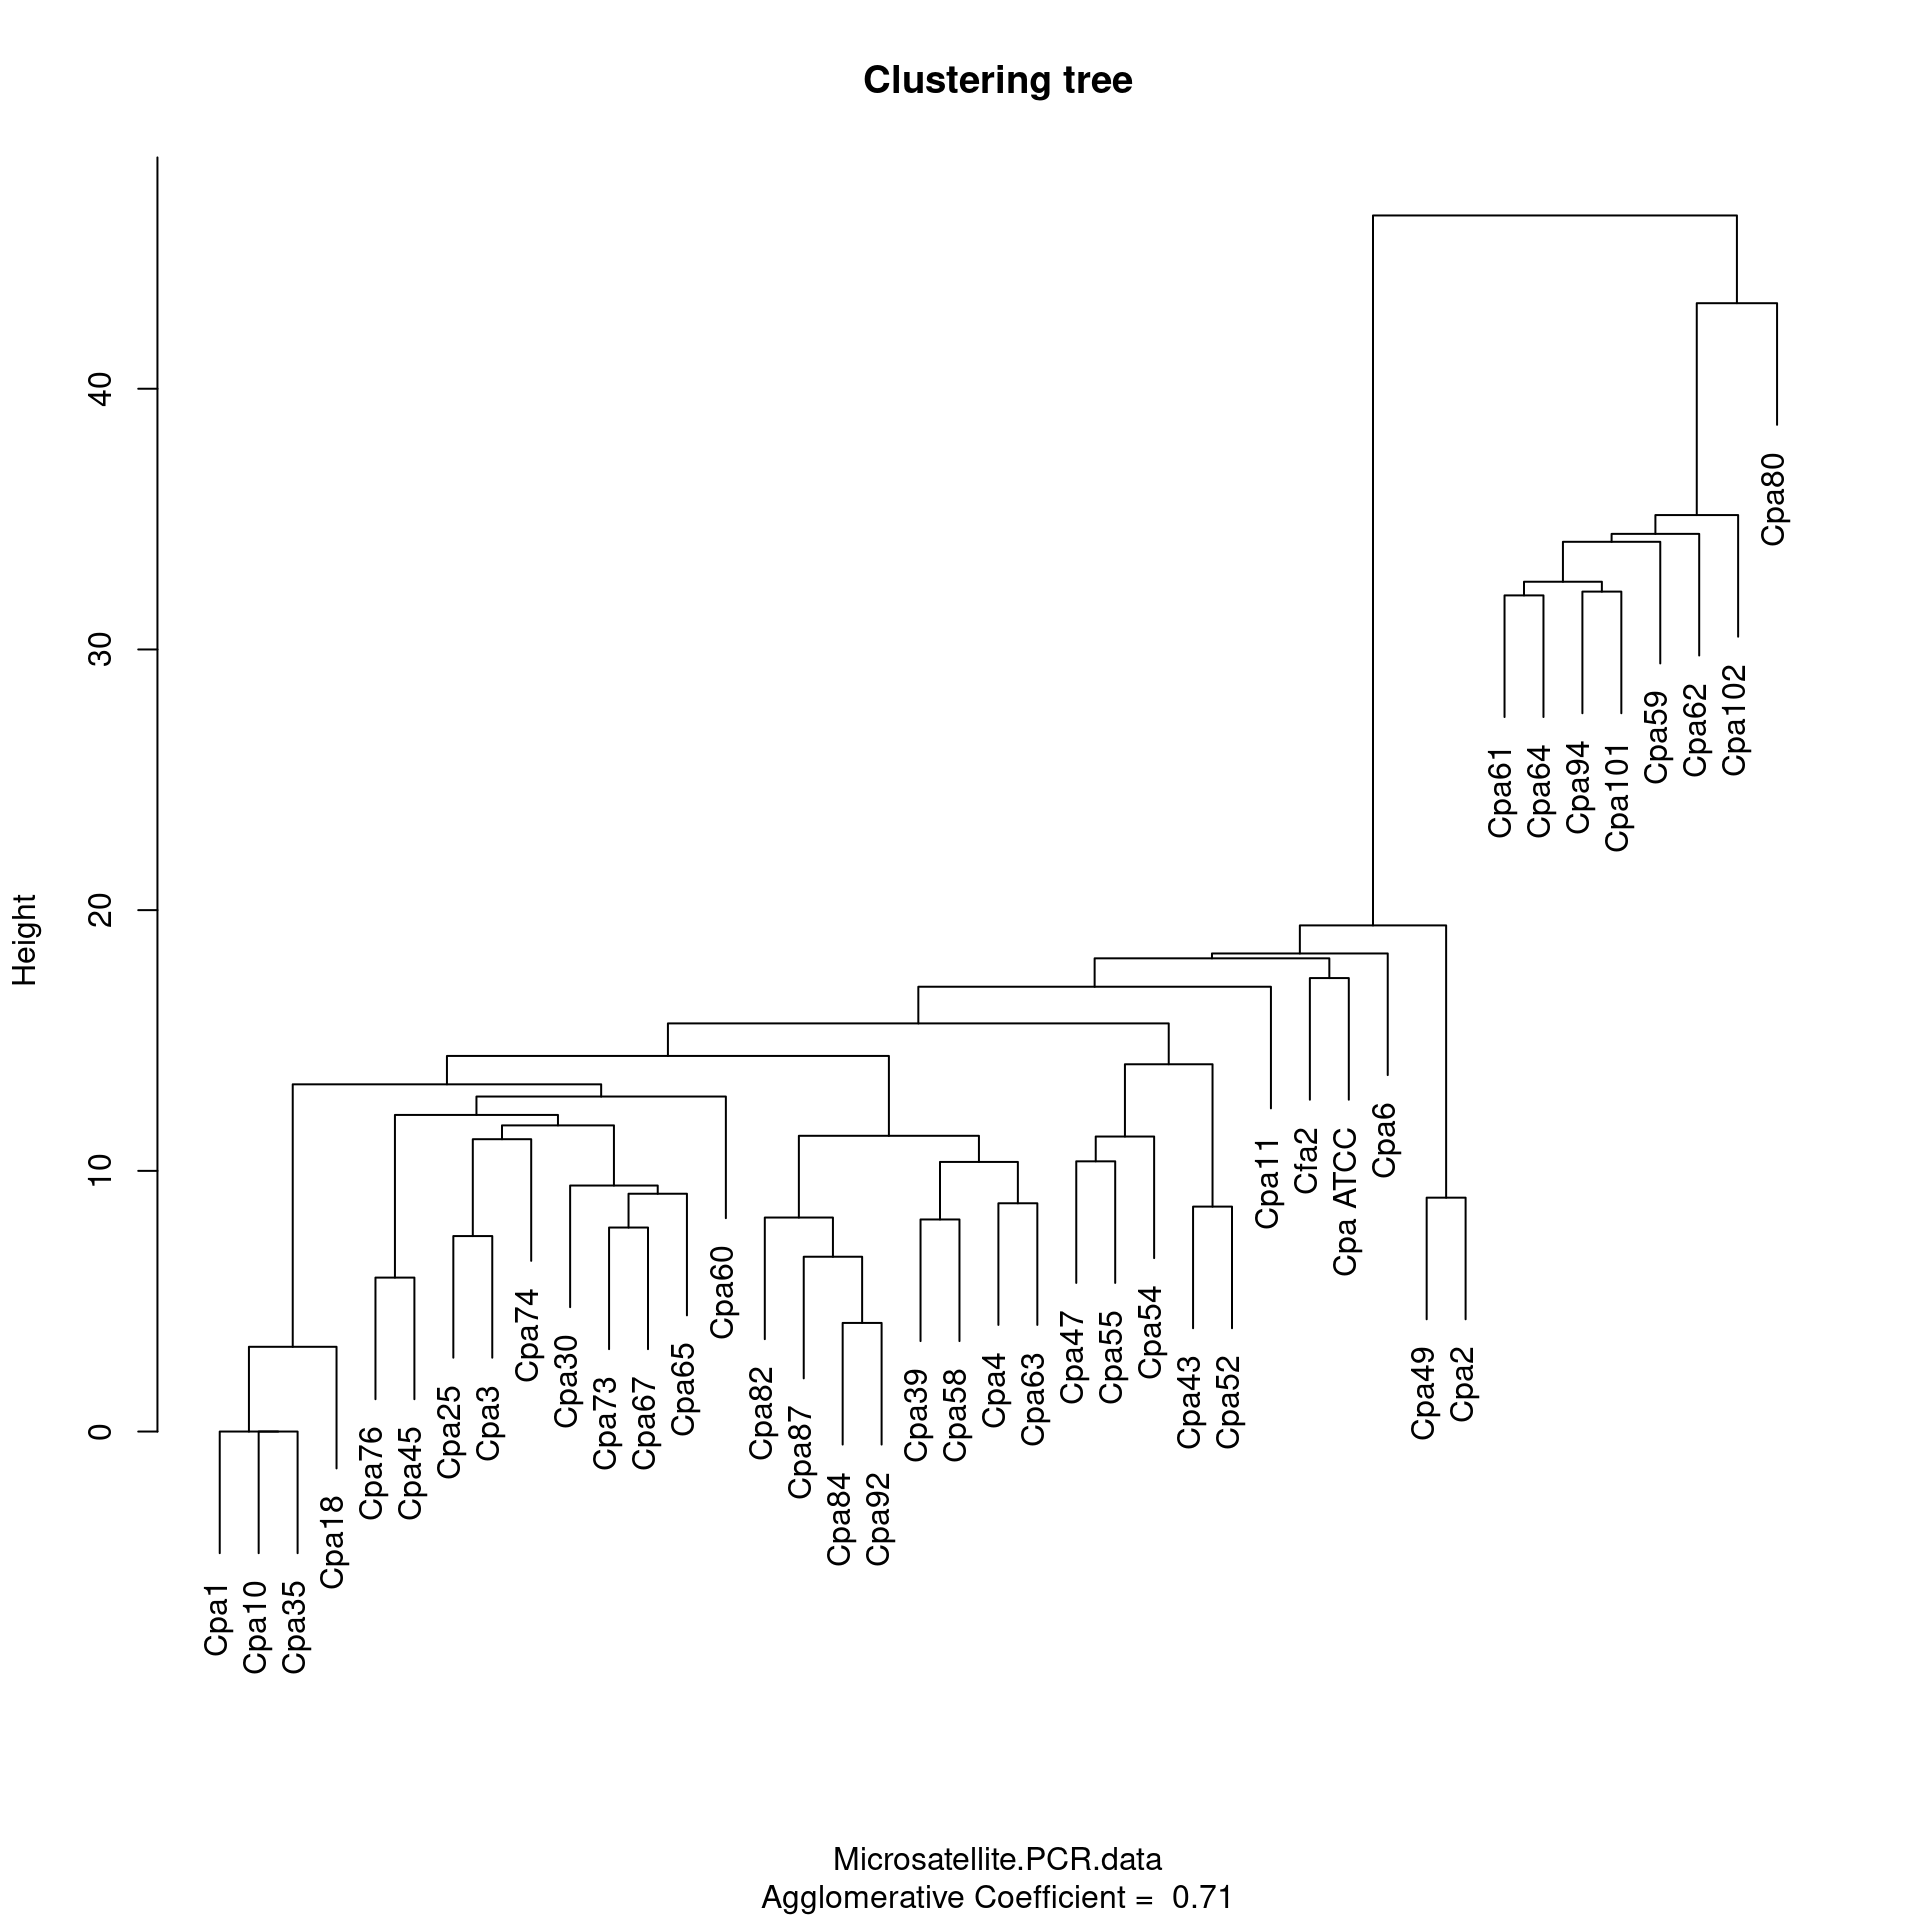 Clustering tree
Height
0
10
20
30
40
Cpa1
Cpa10
Cpa35
Cpa18
Cpa76
Cpa45
Cpa25
Cpa3
Cpa74
Cpa30
Cpa73
Cpa67
Cpa65
Cpa60
Cpa82
Cpa87
Cpa84
Cpa92
Cpa39
Cpa58
Cpa4
Cpa63
Cpa47
Cpa55
Cpa54
Cpa43
Cpa52
Cpa11
Cfa2
Cpa ATCC
Cpa6
Cpa49
Cpa2
Cpa61
Cpa64
Cpa94
Cpa101
Cpa59
Cpa62
Cpa102
Cpa80
Microsatellite.PCR.data
Agglomerative Coefficient =  0.71